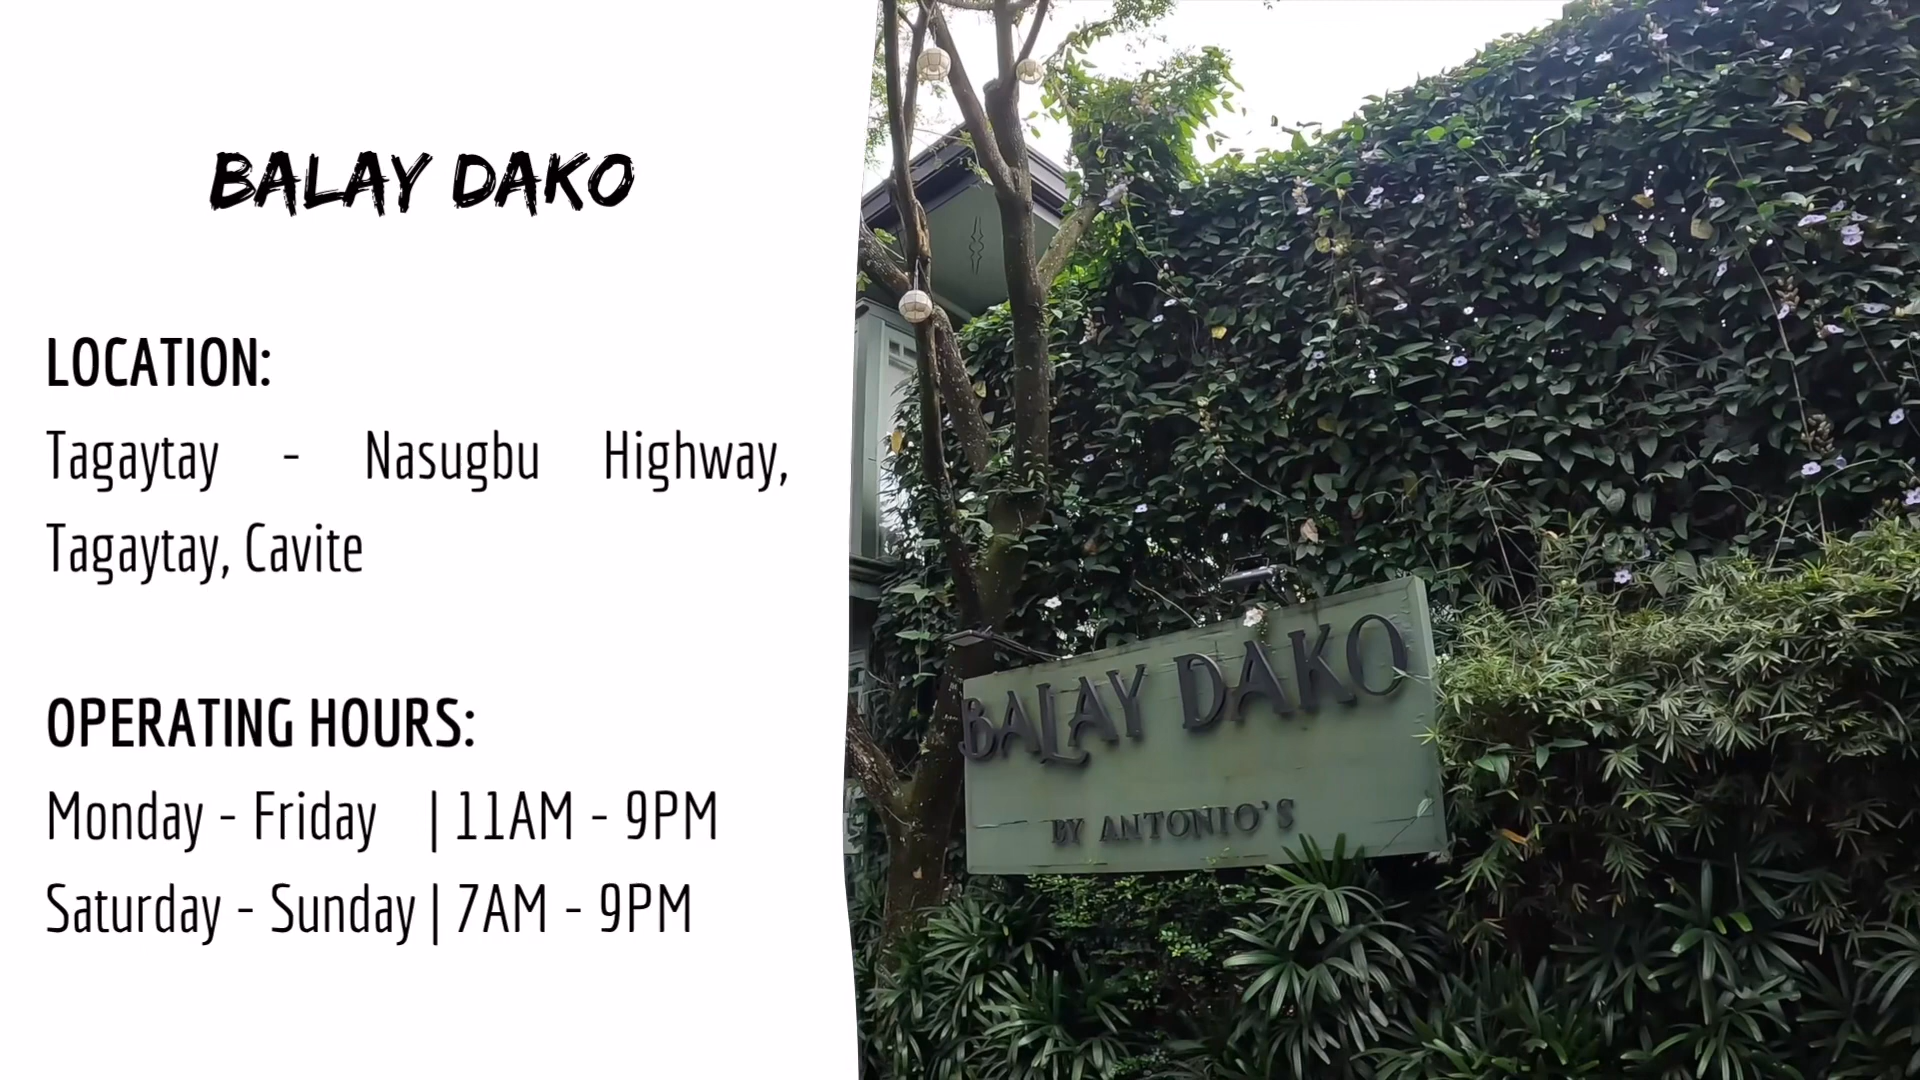 BALAY DAKO
LOCATION:
Tagaytay - Nasugbu Highway,
Tagaytay, Cavite
OPERATING HOURS:
Monday - Friday | 11AM - 9PM
Saturday - Sunday | 7AM - 9PM
BALAY DAKO
BY ANTONIO'S